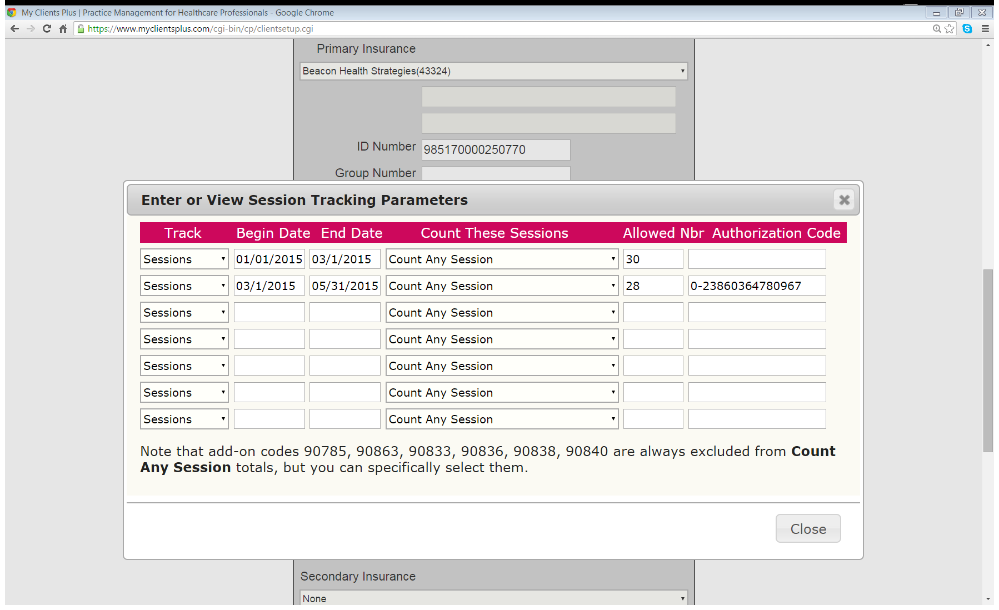 My Clients Plus | Practice Management for Healthcare Professionals - Google Chrome
https://www.myclientsplus.com/cgi-bin/cp/clientsetup.cgi
S
Primary Insurance
Beacon Health Strategies(43324)
ID Number 985170000250770
Group Number
Enter or View Session Tracking Parameters
Track Begin Date End Date Count These Sessions Allowed Nbr Authorization Code
Sessions 01/01/2015 03/1/2015 Count Any Session 30
Sessions 03/1/2015 05/31/2015 Count Any Session 28 0-23860364780967
Sessions Count Any Session
Sessions Count Any Session
Sessions Count Any Session
Sessions Count Any Session
Sessions Count Any Session
Note that add-on codes 90785, 90863, 90833, 90836, 90838, 90840 are always excluded from Count
Any Session totals, but you can specifically select them.
Close
Secondary Insurance
None